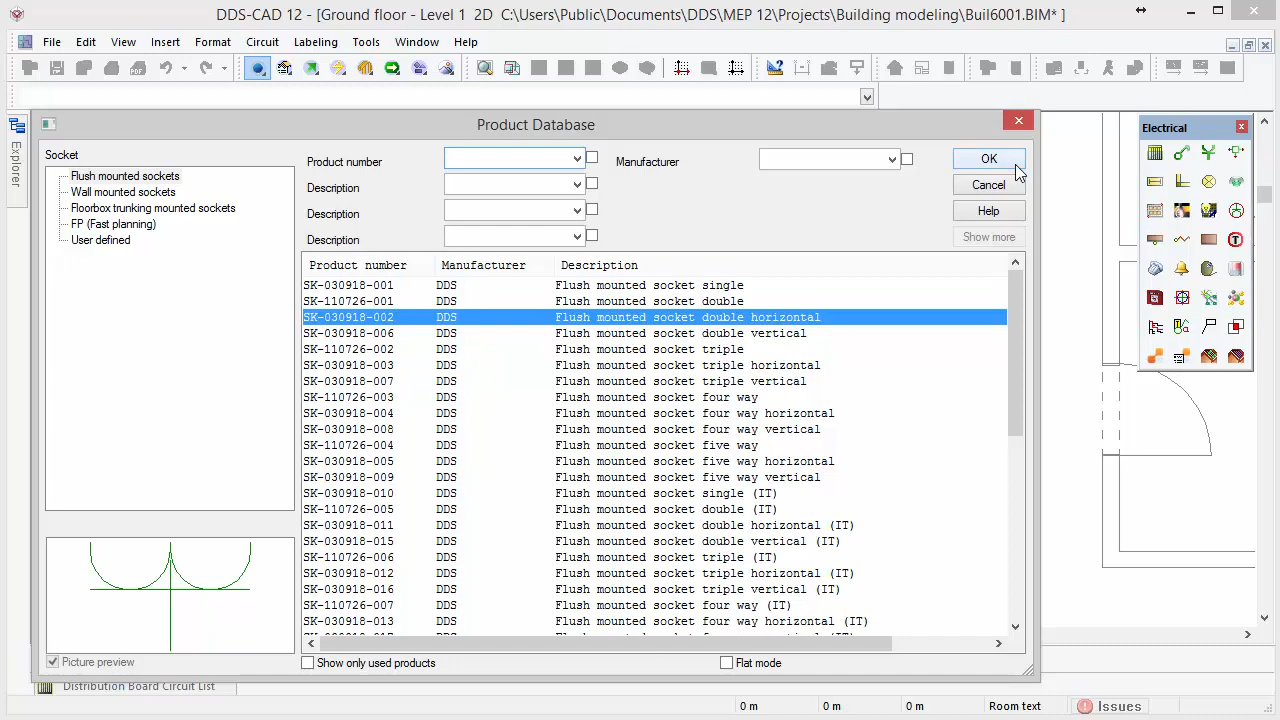 DDS-CAD 12 - [Ground floor - Level 1 2D C:\Users\Public\Documents\DDS\MEP 12\Projects\Building modeling\Buil6001.BIM* ]
File Edit View Insert Format Circuit Labeling Tools Window Help
Explorer
Product Database
Socket
Flush mounted sockets
Wall mounted sockets
Floorbox trunking mounted sockets
FP (Fast planning)
User defined
Product number
Manufacturer
Description
Description
Description
OK
Cancel
Help
Show more
Product number Manufacturer Description
SK-030918-001 DDS Flush mounted socket single
SK-110726-001 DDS Flush mounted socket double
SK-030918-002 DDS Flush mounted socket double horizontal
SK-030918-006 DDS Flush mounted socket double vertical
SK-110726-002 DDS Flush mounted socket triple
SK-030918-003 DDS Flush mounted socket triple horizontal
SK-030918-007 DDS Flush mounted socket triple vertical
SK-110726-003 DDS Flush mounted socket four way
SK-030918-004 DDS Flush mounted socket four way horizontal
SK-030918-008 DDS Flush mounted socket four way vertical
SK-110726-004 DDS Flush mounted socket five way
SK-030918-005 DDS Flush mounted socket five way horizontal
SK-030918-009 DDS Flush mounted socket five way vertical
SK-030918-010 DDS Flush mounted socket single (IT)
SK-110726-005 DDS Flush mounted socket double (IT)
SK-030918-011 DDS Flush mounted socket double horizontal (IT)
SK-030918-015 DDS Flush mounted socket double vertical (IT)
SK-110726-006 DDS Flush mounted socket triple (IT)
SK-030918-012 DDS Flush mounted socket triple horizontal (IT)
SK-030918-016 DDS Flush mounted socket triple vertical (IT)
SK-110726-007 DDS Flush mounted socket four way (IT)
SK-030918-013 DDS Flush mounted socket four way horizontal (IT)
Picture preview
Show only used products
Flat mode
Electrical
Distribution Board Circuit List
0 m 0 m 0 m Room text Issues